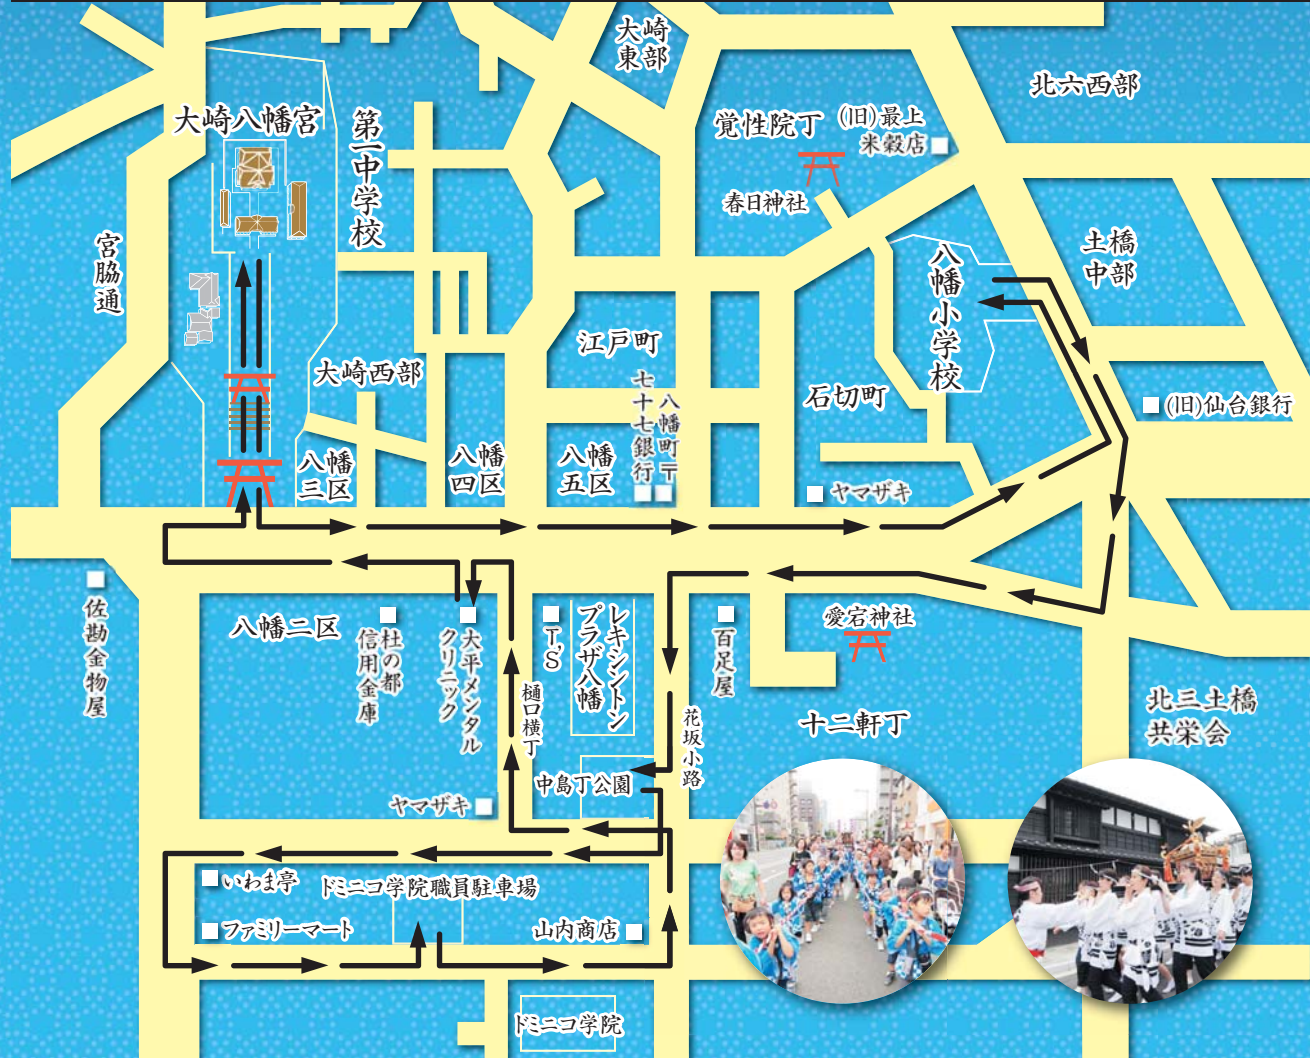 大崎
東部
北六西部
大崎八幡宮
第一中学校
覚性院丁
(旧)最上
米穀店
春日神社
宮脇通
土橋
中部
八幡小学校
江戸町
大崎西部
石切町
七十七銀行
八幡町〒
(旧)仙台銀行
八幡
三区
八幡
四区
八幡
五区
ヤマザキ
佐勘金物屋
八幡二区
杜の都
信用金庫
大平メンタル
クリニック
T'S
レキシントン
プラザ八幡
百足屋
愛宕神社
樋口横丁
花坂小路
十二軒丁
北三土橋
共栄会
中島丁公園
ヤマザキ
いわま亭
ドミニコ学院職員駐車場
ファミリーマート
山内商店
ドミニコ学院